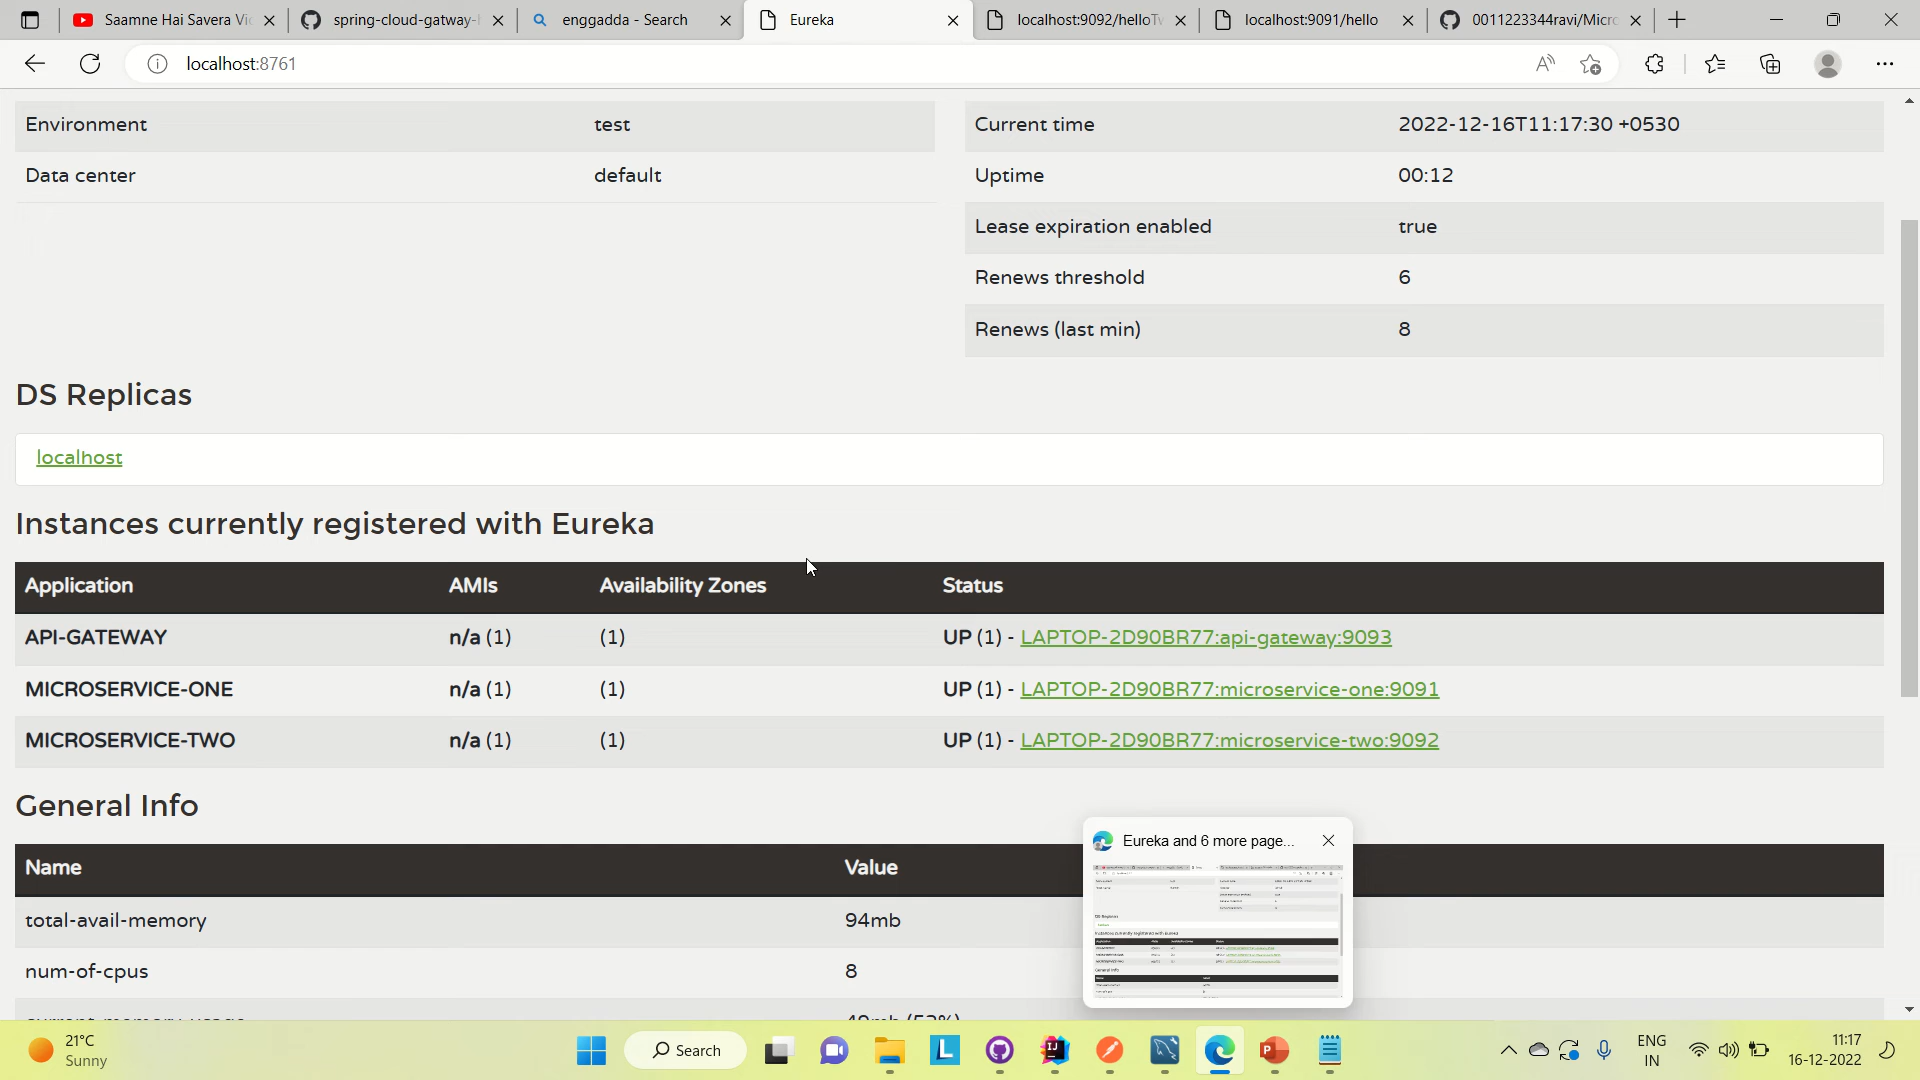 Saamne Hai Savera Vi
spring-cloud-gatway-
enggadda - Search
Eureka
localhost:9092/helloTw
localhost:9091/hello
0011223344ravi/Micro
localhost:8761
Environment test
Data center default
Current time 2022-12-16T11:17:30 +0530
Uptime 00:12
Lease expiration enabled true
Renews threshold 6
Renews (last min) 8
DS Replicas
localhost
Instances currently registered with Eureka
Application AMIs Availability Zones Status
API-GATEWAY n/a (1) (1) UP (1) - LAPTOP-2D90BR77:api-gateway:9093
MICROSERVICE-ONE n/a (1) (1) UP (1) - LAPTOP-2D90BR77:microservice-one:9091
MICROSERVICE-TWO n/a (1) (1) UP (1) - LAPTOP-2D90BR77:microservice-two:9092
General Info
Name Value
total-avail-memory 94mb
num-of-cpus 8
Eureka and 6 more page...
21°C
Sunny
Search
ENG
IN
11:17
16-12-2022